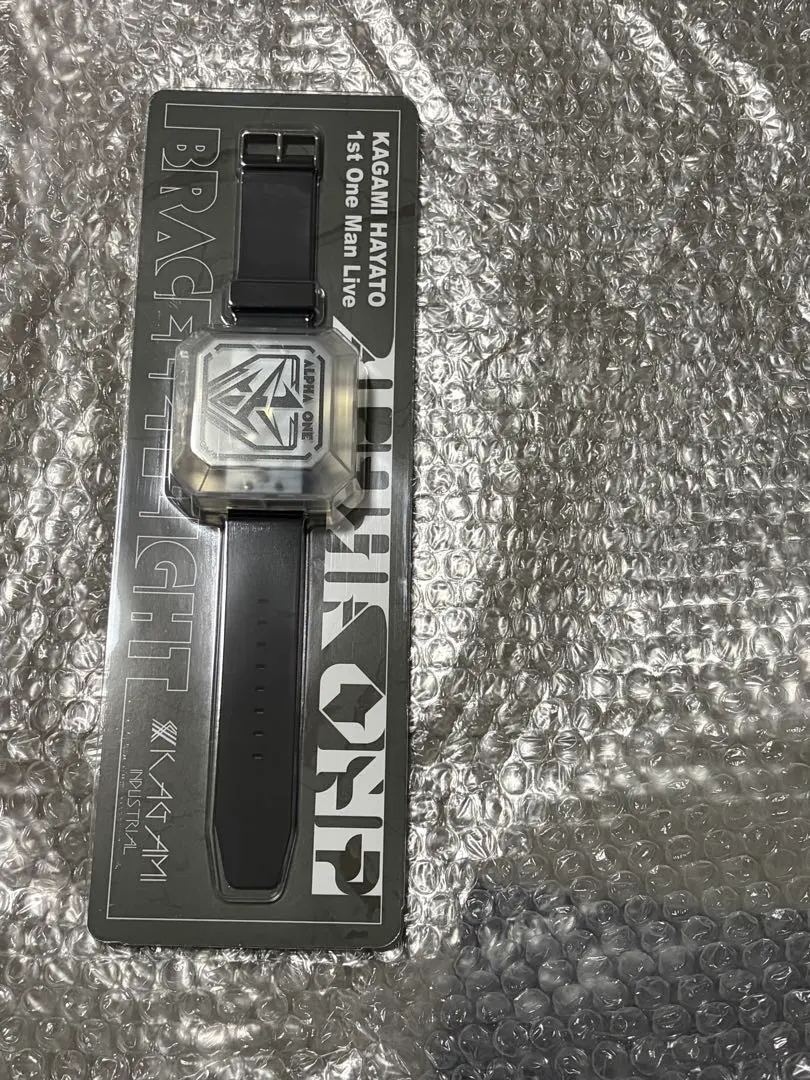 KAGAMI HAYATO
1st One Man Live
ALPHA ONE
ALPHA ONE
BRACELET LIGHT
KAGAMI
INDUSTRIAL